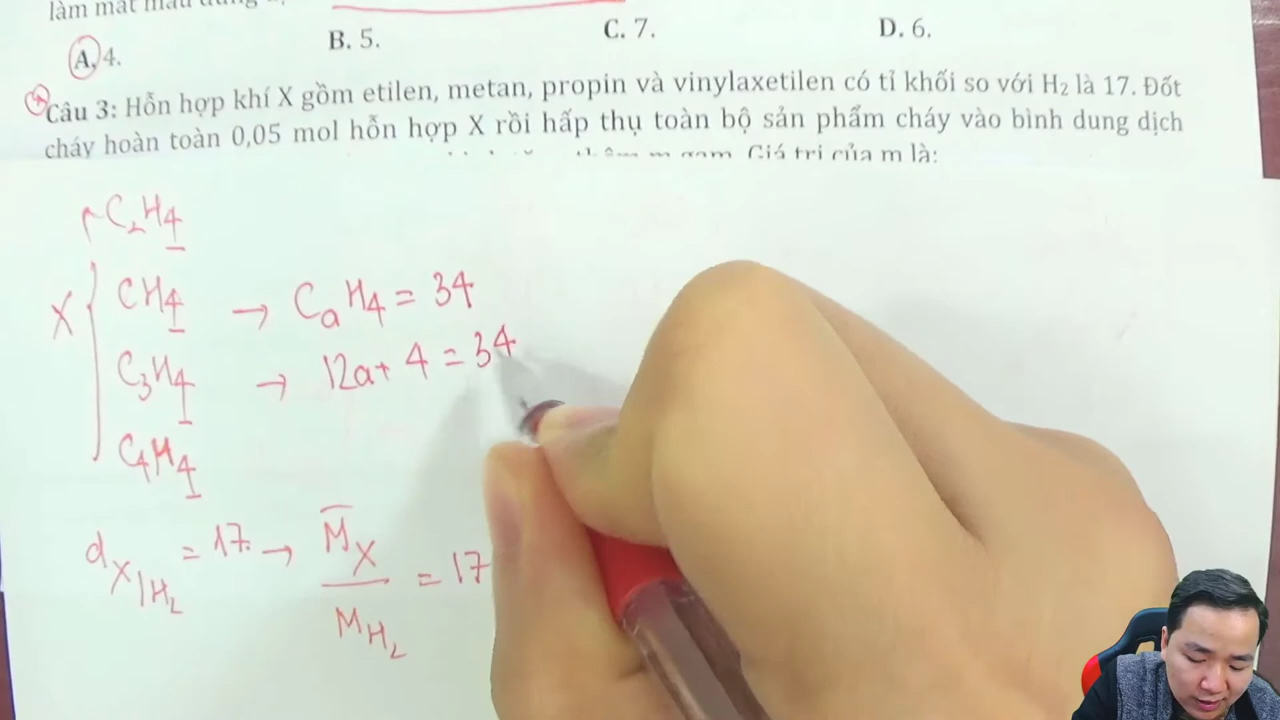 làm mất màu
A. 4. B. 5. C. 7. D. 6.
Câu 3: Hỗn hợp khí X gồm etilen, metan, propin và vinylaxetilen có tỉ khối so với H₂ là 17. Đốt
cháy hoàn toàn 0,05 mol hỗn hợp X rồi hấp thụ toàn bộ sản phẩm cháy vào bình dung dịch
thêm m gam. Giá trị của m là:
C₂H₄
X { CH₄ → CₐH₄ = 34
C₃H₄ → 12a + 4 = 34
C₄H₄
d X/H₂ = 17. → M̅X / MH₂ = 17